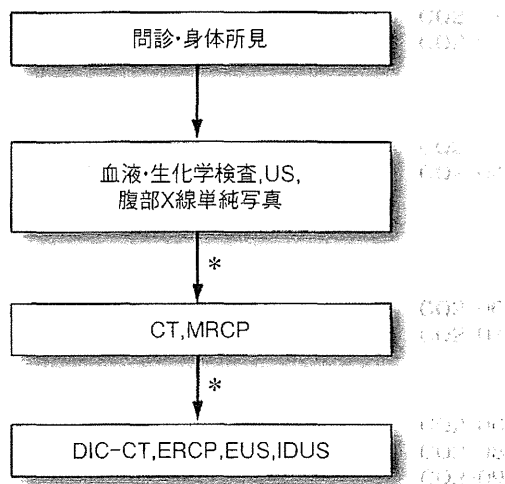 問診・身体所見
血液・生化学検査,US,
腹部X線単純写真
*
CT,MRCP
*
DIC-CT,ERCP,EUS,IDUS